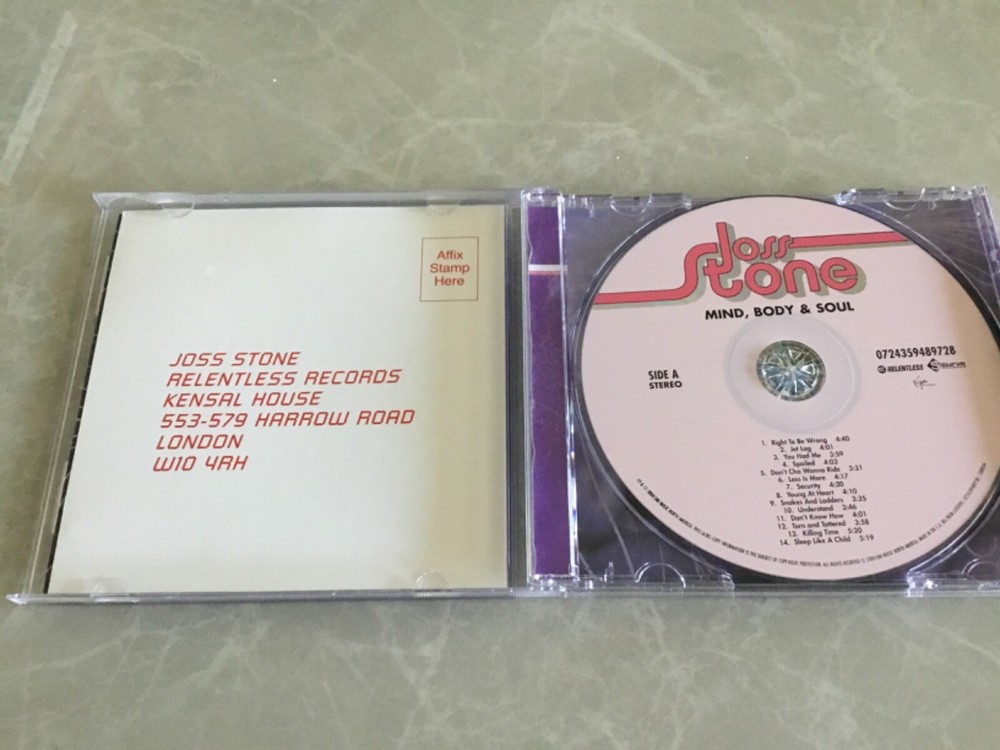 Affix
Stamp
Here
JOSS STONE
RELENTLESS RECORDS
KENSAL HOUSE
553-579 HARROW ROAD
LONDON
W10 4RH
Joss
Stone
MIND, BODY & SOUL
SIDE A
STEREO
0724359489728
RELENTLESS
S-CURVE
Virgin
1. Right To Be Wrong 4:40
2. Jet Lag 4:01
3. You Had Me 3:59
4. Spoiled 4:03
5. Don't Cha Wanna Ride 3:31
6. Less Is More 4:17
7. Security 4:20
8. Young At Heart 4:10
9. Snakes And Ladders 3:35
10. Understand 3:46
11. Don't Know How 4:01
12. Torn and Tattered 3:58
13. Killing Time 5:20
14. Sleep Like A Child 5:19